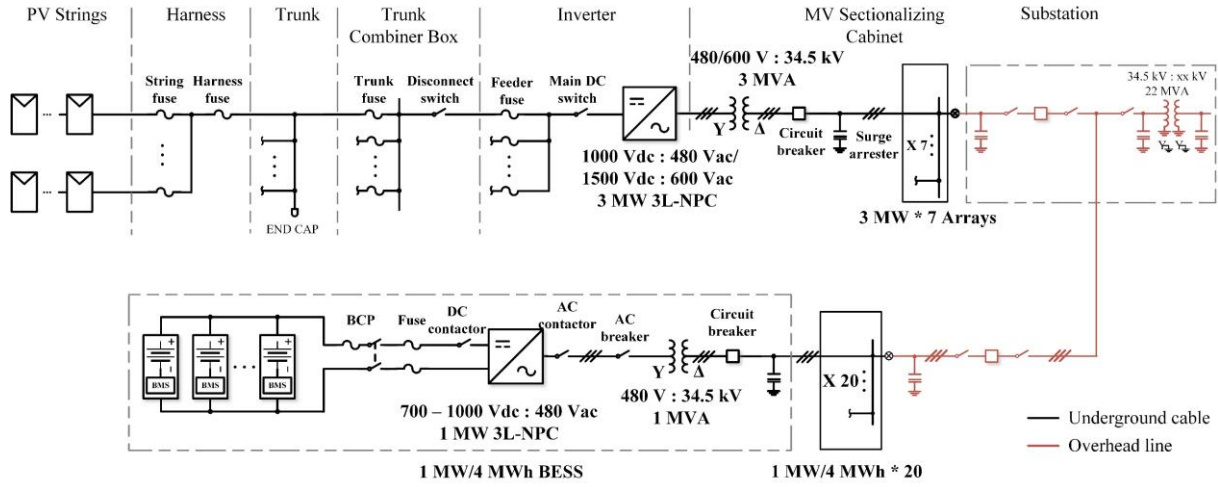 PV Strings
Harness
Trunk
Trunk
Combiner Box
Inverter
MV Sectionalizing
Cabinet
Substation
String
fuse
Harness
fuse
Trunk
fuse
Disconnect
switch
Feeder
fuse
Main DC
switch
480/600 V : 34.5 kV
3 MVA
34.5 kV : xx kV
22 MVA
...
...
Y
Δ
Circuit
breaker
Surge
arrester
X 7
1000 Vdc : 480 Vac/
1500 Vdc : 600 Vac
3 MW 3L-NPC
END CAP
3 MW * 7 Arrays
BCP
Fuse
DC
contactor
AC
contactor
AC
breaker
Circuit
breaker
+
+
+
BMS
BMS
BMS
Y
Δ
X 20
700 – 1000 Vdc : 480 Vac
1 MW 3L-NPC
480 V : 34.5 kV
1 MVA
1 MW/4 MWh BESS
1 MW/4 MWh * 20
Underground cable
Overhead line